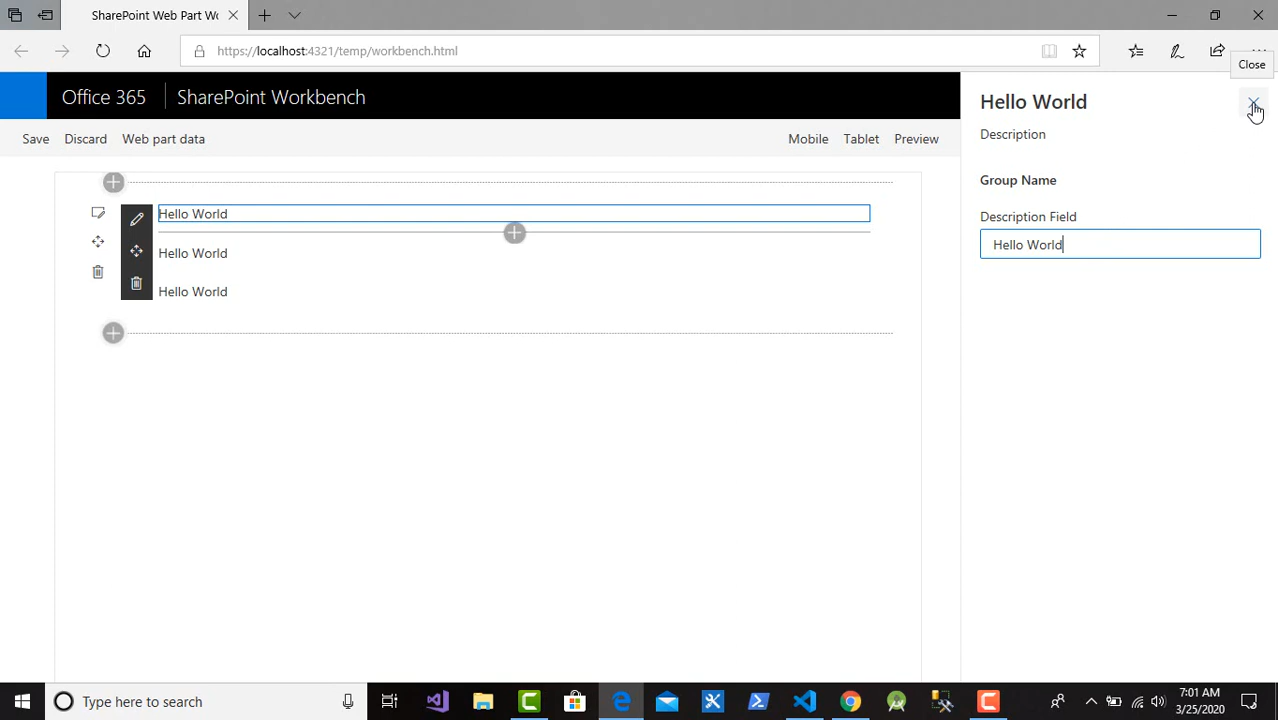 SharePoint Web Part Wo
https://localhost:4321/temp/workbench.html
Close
Office 365
SharePoint Workbench
Hello World
Description
Save
Discard
Web part data
Mobile
Tablet
Preview
Group Name
Description Field
Hello World
Hello World
Hello World
Hello World
Type here to search
7:01 AM
3/25/2020